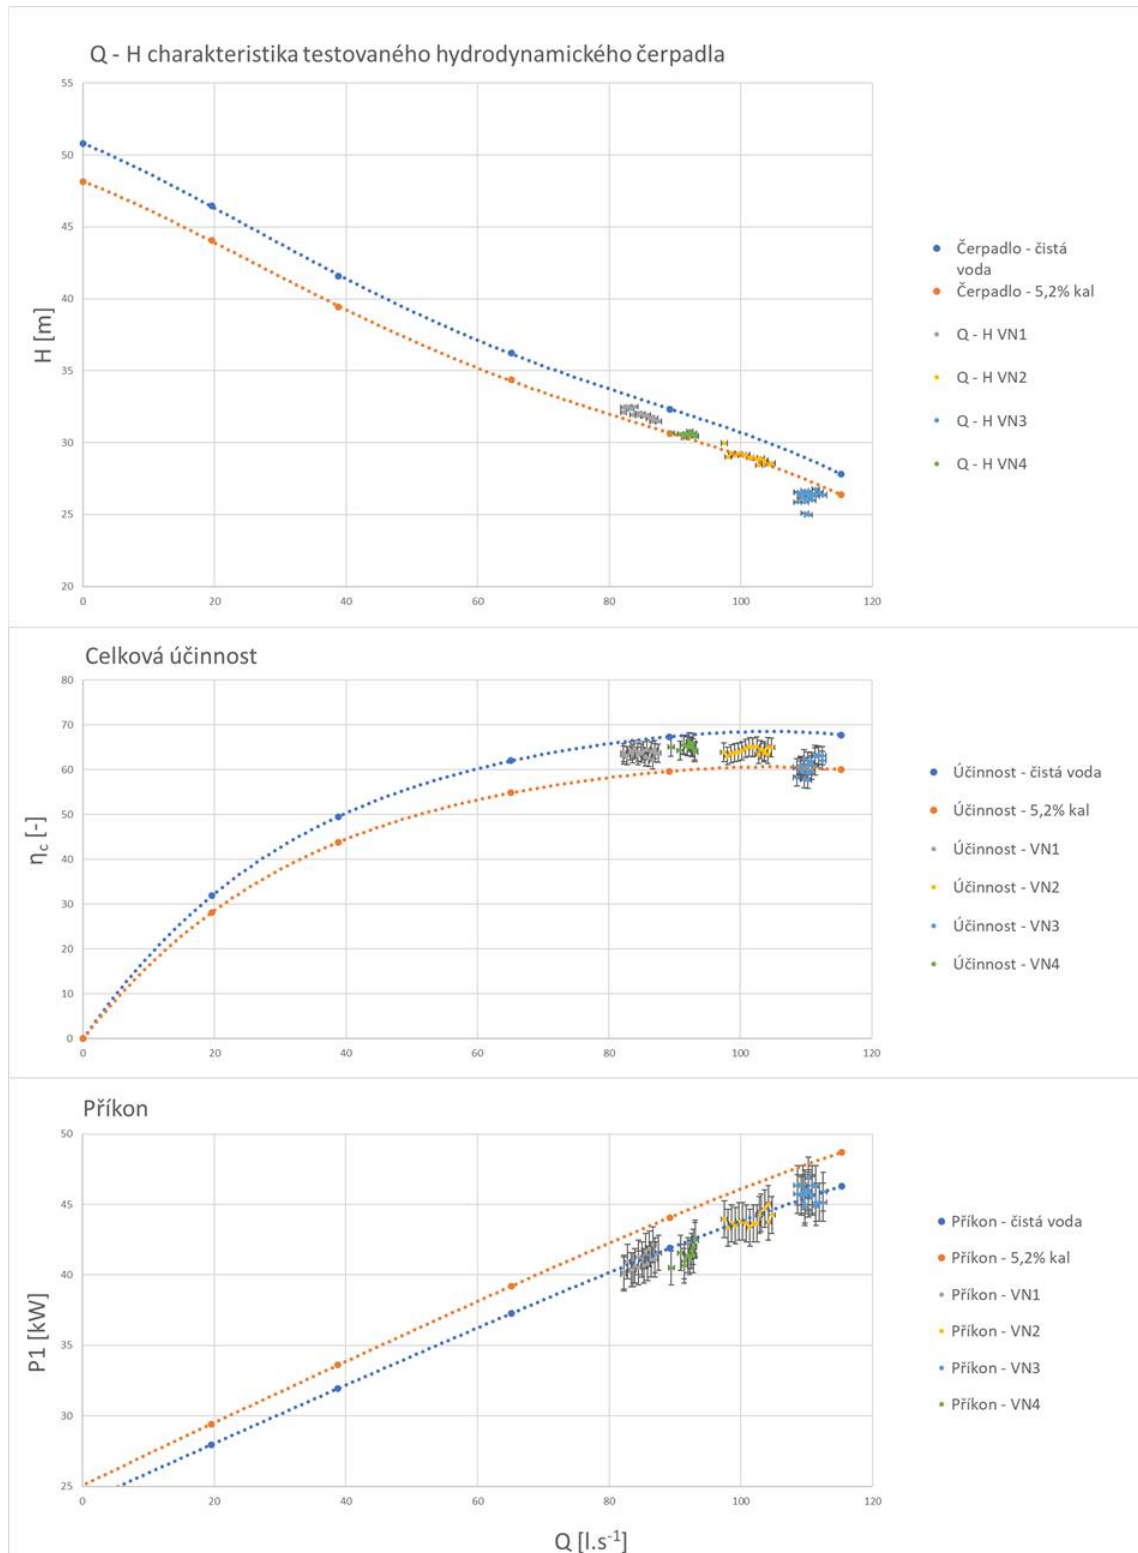 Q - H charakteristika testovaného hydrodynamického čerpadla
55
50
45
40
35
30
25
20
H [m]
0 20 40 60 80 100 120
Čerpadlo - čistá
voda
Čerpadlo - 5,2% kal
Q - H VN1
Q - H VN2
Q - H VN3
Q - H VN4
Celková účinnost
80
70
60
50
40
30
20
10
0
ηc [-]
0 20 40 60 80 100 120
Účinnost - čistá voda
Účinnost - 5,2% kal
Účinnost - VN1
Účinnost - VN2
Účinnost - VN3
Účinnost - VN4
Příkon
50
45
40
35
30
25
P1 [kW]
0 20 40 60 80 100 120
Q [l.s-1]
Příkon - čistá voda
Příkon - 5,2% kal
Příkon - VN1
Příkon - VN2
Příkon - VN3
Příkon - VN4